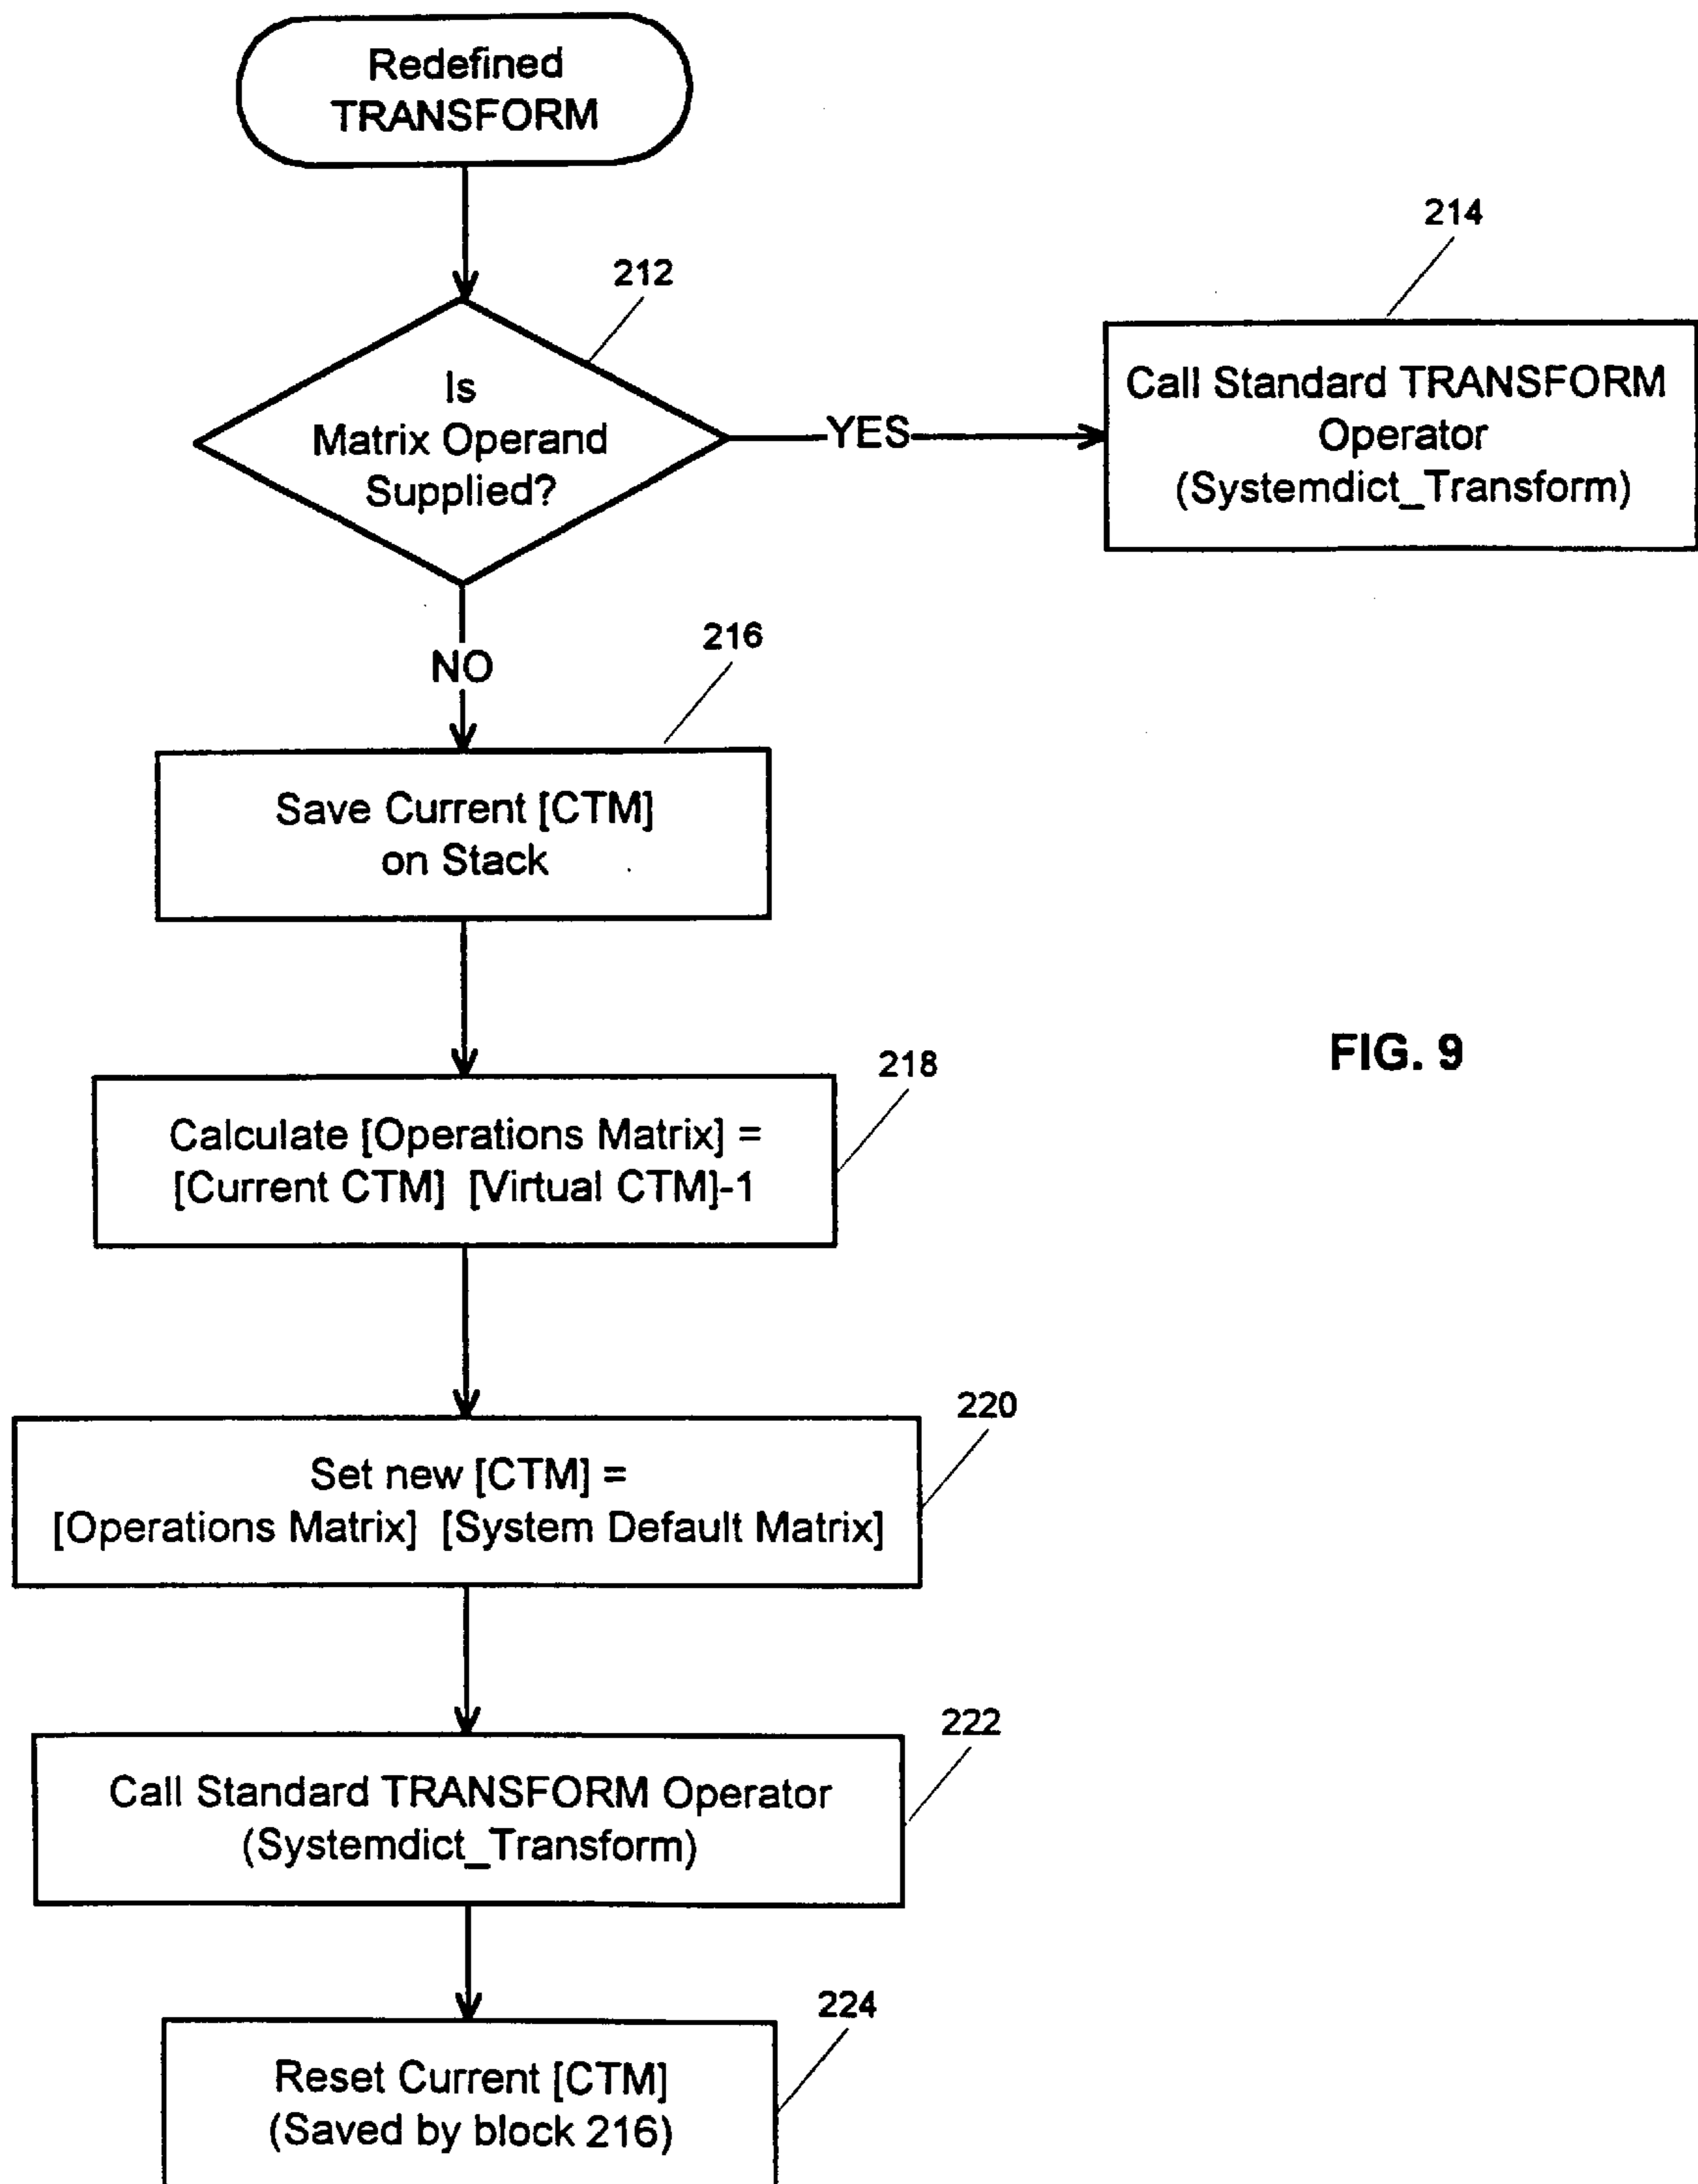 Redefined
TRANSFORM
212
Is
Matrix Operand
Supplied?
YES
214
Call Standard TRANSFORM
Operator
(Systemdict_Transform)
NO
216
Save Current [CTM]
on Stack
218
Calculate [Operations Matrix] =
[Current CTM] [Virtual CTM]-1
FIG. 9
220
Set new [CTM] =
[Operations Matrix] [System Default Matrix]
222
Call Standard TRANSFORM Operator
(Systemdict_Transform)
224
Reset Current [CTM]
(Saved by block 216)